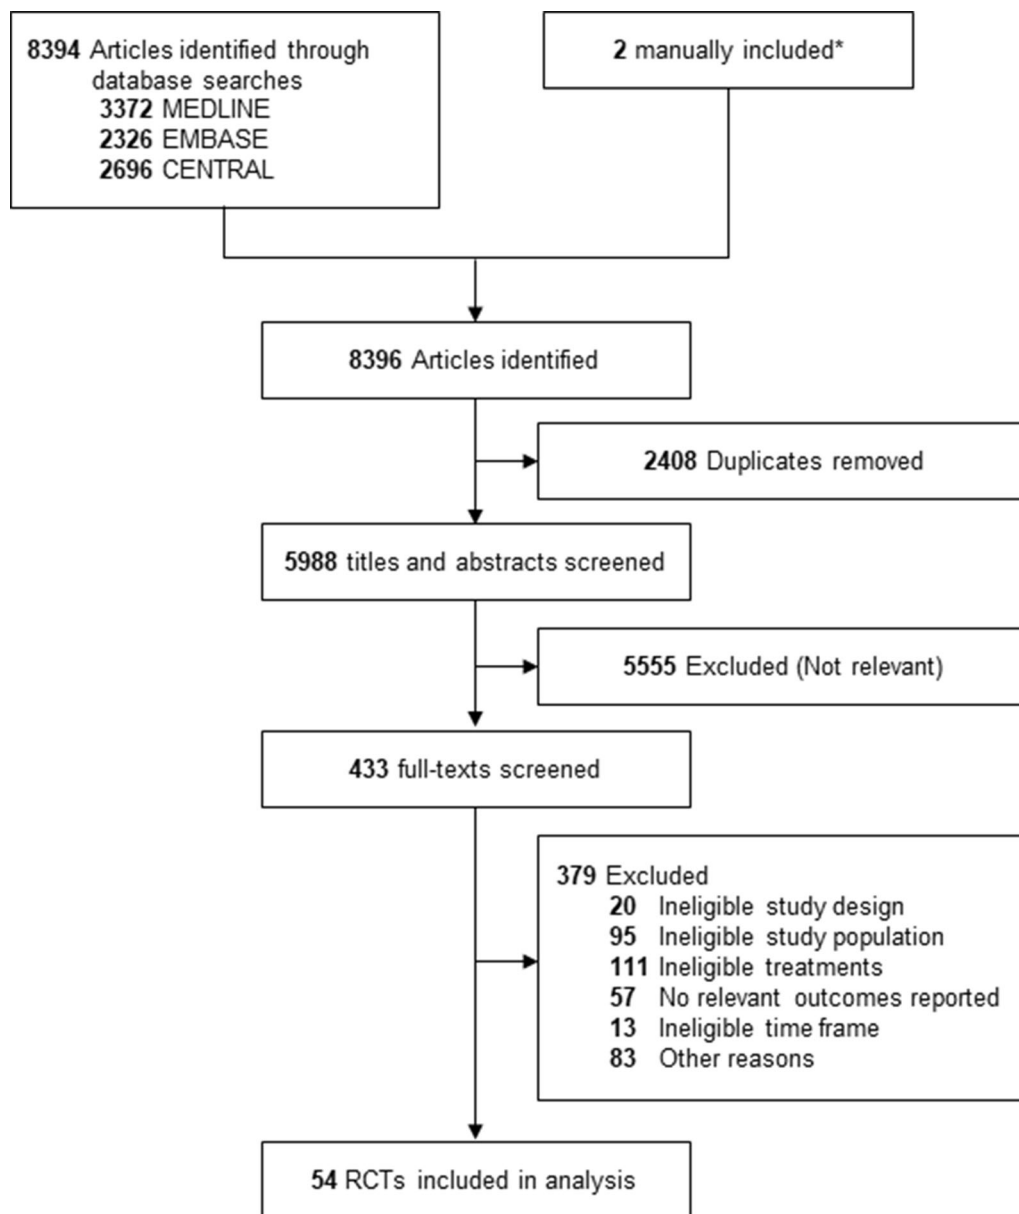 8394 Articles identified through
database searches
3372 MEDLINE
2326 EMBASE
2696 CENTRAL
2 manually included*
8396 Articles identified
2408 Duplicates removed
5988 titles and abstracts screened
5555 Excluded (Not relevant)
433 full-texts screened
379 Excluded
20 Ineligible study design
95 Ineligible study population
111 Ineligible treatments
57 No relevant outcomes reported
13 Ineligible time frame
83 Other reasons
54 RCTs included in analysis